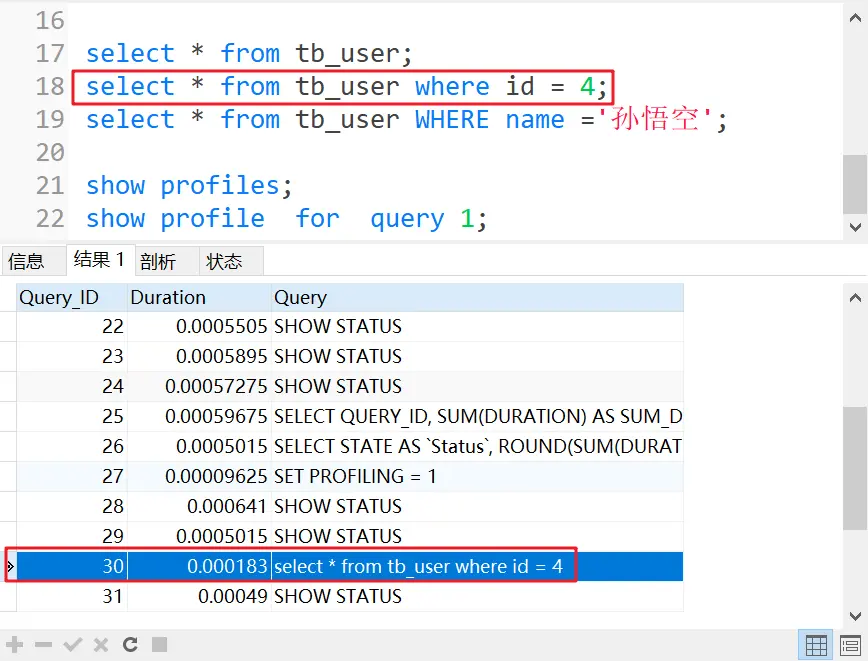 16
17 select * from tb_user;
18 select * from tb_user where id = 4;
19 select * from tb_user WHERE name ='孙悟空';
20
21 show profiles;
22 show profile  for  query 1;
信息 结果 1 剖析 状态
Query_ID Duration Query
22 0.0005505 SHOW STATUS
23 0.0005895 SHOW STATUS
24 0.00057275 SHOW STATUS
25 0.00059675 SELECT QUERY_ID, SUM(DURATION) AS SUM_D
26 0.0005015 SELECT STATE AS `Status`, ROUND(SUM(DURAT
27 0.00009625 SET PROFILING = 1
28 0.000641 SHOW STATUS
29 0.0005015 SHOW STATUS
30 0.000183 select * from tb_user where id = 4
31 0.00049 SHOW STATUS